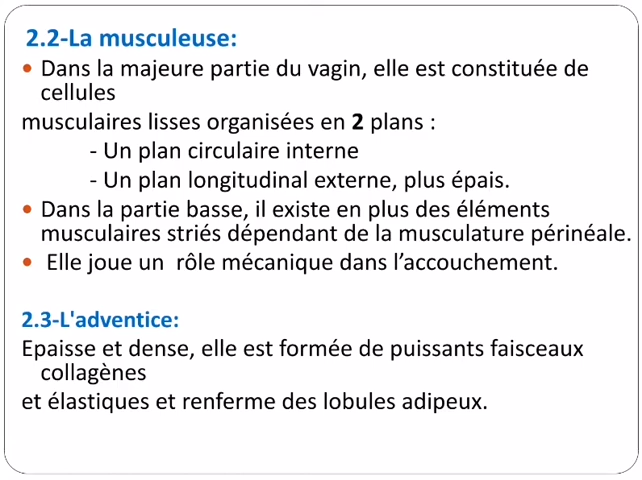 2.2-La musculeuse:
• Dans la majeure partie du vagin, elle est constituée de
cellules
musculaires lisses organisées en 2 plans :
- Un plan circulaire interne
- Un plan longitudinal externe, plus épais.
• Dans la partie basse, il existe en plus des éléments
musculaires striés dépendant de la musculature périnéale.
• Elle joue un rôle mécanique dans l'accouchement.
2.3-L'adventice:
Epaisse et dense, elle est formée de puissants faisceaux
collagènes
et élastiques et renferme des lobules adipeux.